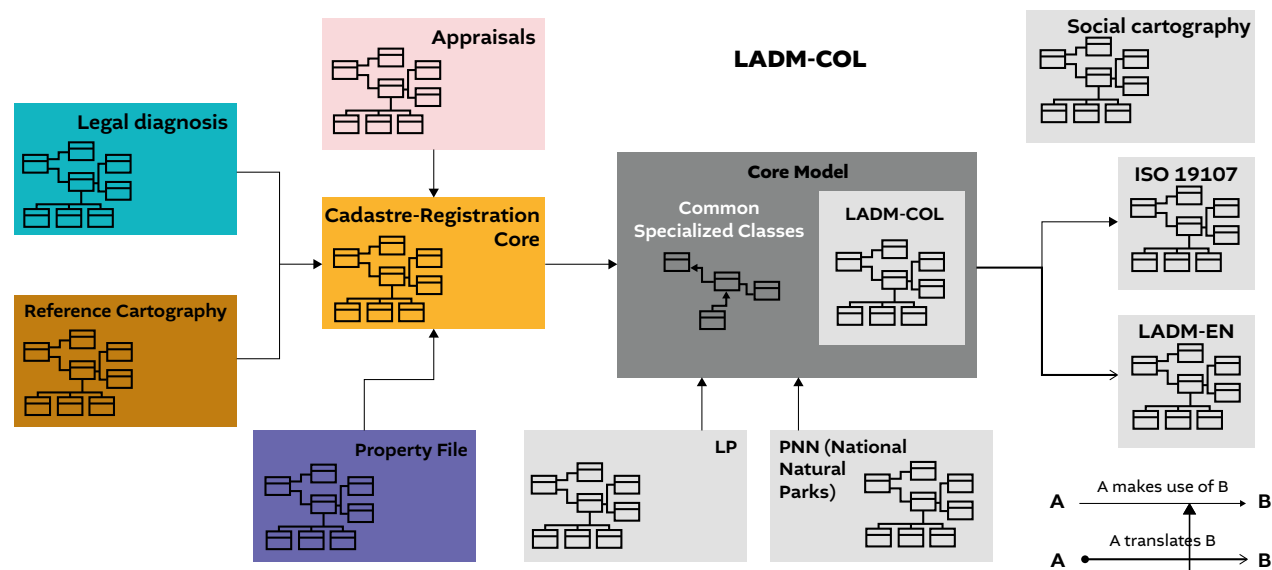 Appraisals
LADM-COL
Social cartography
Legal diagnosis
Core Model
ISO 19107
Cadastre-Registration
Core
Common
Specialized Classes
LADM-COL
Reference Cartography
LADM-EN
Property File
LP
PNN (National
Natural
Parks)
A makes use of B
A B
A translates B
A B